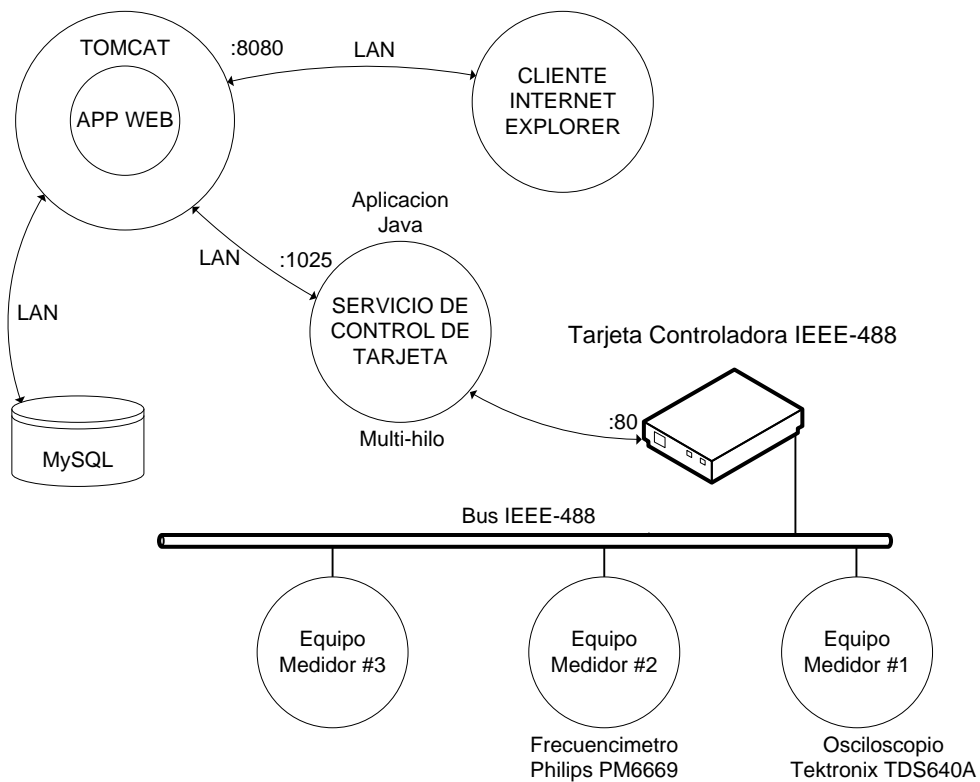 TOMCAT
:8080
LAN
APP WEB
CLIENTE
INTERNET
EXPLORER
Aplicacion
Java
LAN
:1025
LAN
SERVICIO DE
CONTROL DE
TARJETA
Tarjeta Controladora IEEE-488
:80
Multi-hilo
MySQL
Bus IEEE-488
Equipo
Medidor #3
Equipo
Medidor #2
Equipo
Medidor #1
Frecuencimetro
Philips PM6669
Osciloscopio
Tektronix TDS640A